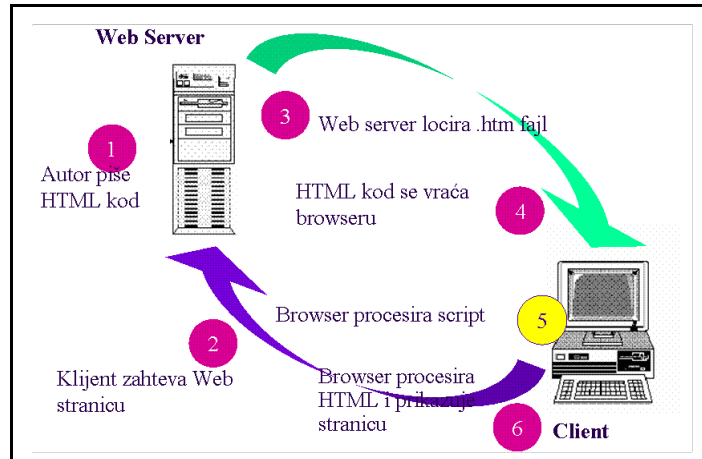 Web Server
1
Autor piše
HTML kod
3
Web server locira .htm fajl
HTML kod se vraća
browseru
4
Browser procesira script
5
2
Klijent zahteva Web
stranicu
Browser procesira
HTML i prikazuje
stranicu
6
Client